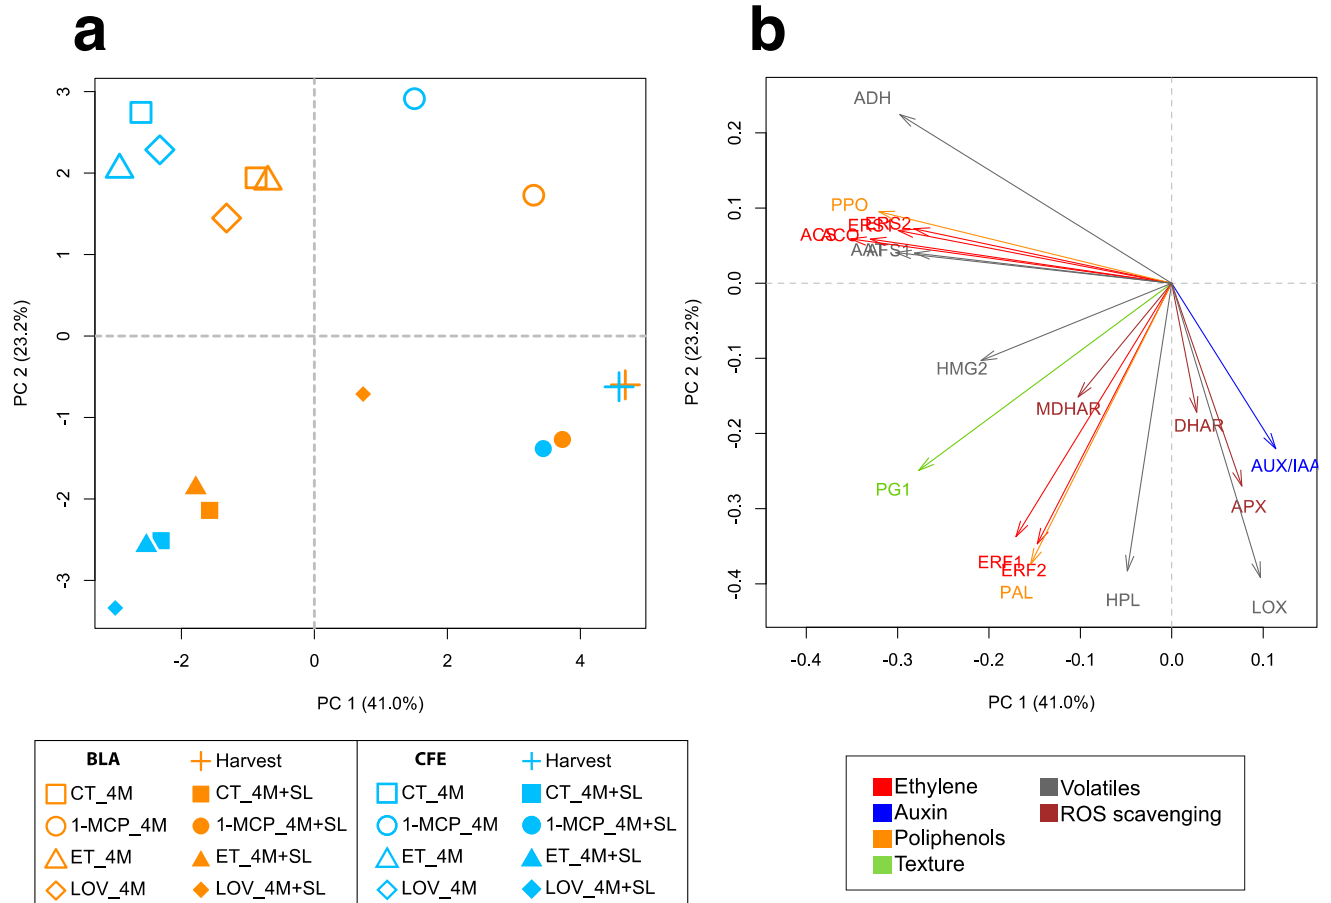 a
b
3
2
1
0
-1
-2
-3
PC 2 (23.2%)
-2
0
2
4
PC 1 (41.0%)
0.2
0.1
0.0
-0.1
-0.2
-0.3
-0.4
PC 2 (23.2%)
-0.4
-0.3
-0.2
-0.1
0.0
0.1
PC 1 (41.0%)
ADH
PPO
ERS2
ACS
ACO
AFS1
HMG2
MDHAR
DHAR
AUX/IAA
PG1
APX
ERF1
ERF2
PAL
HPL
LOX
BLA
Harvest
CT_4M
CT_4M+SL
1-MCP_4M
1-MCP_4M+SL
ET_4M
ET_4M+SL
LOV_4M
LOV_4M+SL
CFE
Harvest
CT_4M
CT_4M+SL
1-MCP_4M
1-MCP_4M+SL
ET_4M
ET_4M+SL
LOV_4M
LOV_4M+SL
Ethylene
Auxin
Poliphenols
Texture
Volatiles
ROS scavenging